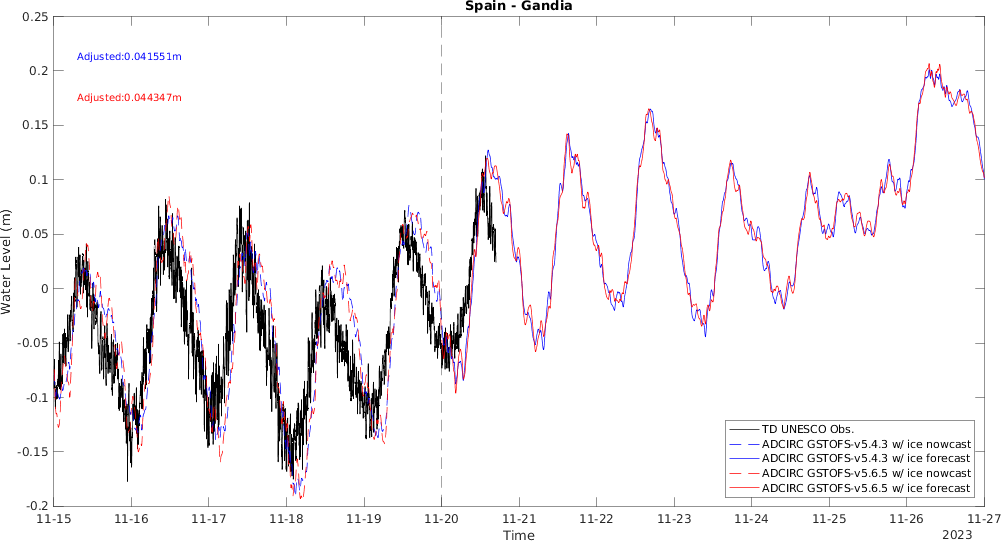 Spain - Gandia
0.25
0.2
0.15
0.1
0.05
0
-0.05
-0.1
-0.15
-0.2
Water Level (m)
Adjusted:0.041551m
Adjusted:0.044347m
TD UNESCO Obs.
ADCIRC GSTOFS-v5.4.3 w/ ice nowcast
ADCIRC GSTOFS-v5.4.3 w/ ice forecast
ADCIRC GSTOFS-v5.6.5 w/ ice nowcast
ADCIRC GSTOFS-v5.6.5 w/ ice forecast
11-15 11-16 11-17 11-18 11-19 11-20 11-21 11-22 11-23 11-24 11-25 11-26 11-27
Time
2023